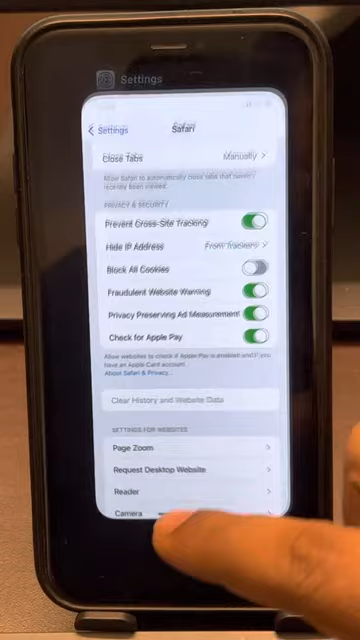 Settings
Settings
Safari
Close Tabs
Manually
Allow Safari to automatically close tabs that haven't
recently been viewed.
PRIVACY & SECURITY
Prevent Cross-Site Tracking
Hide IP Address
From Trackers
Block All Cookies
Fraudulent Website Warning
Privacy Preserving Ad Measurement
Check for Apple Pay
Allow websites to check if Apple Pay is enabled and if you
have an Apple Card account.
About Safari & Privacy...
Clear History and Website Data
SETTINGS FOR WEBSITES
Page Zoom
Request Desktop Website
Reader
Camera